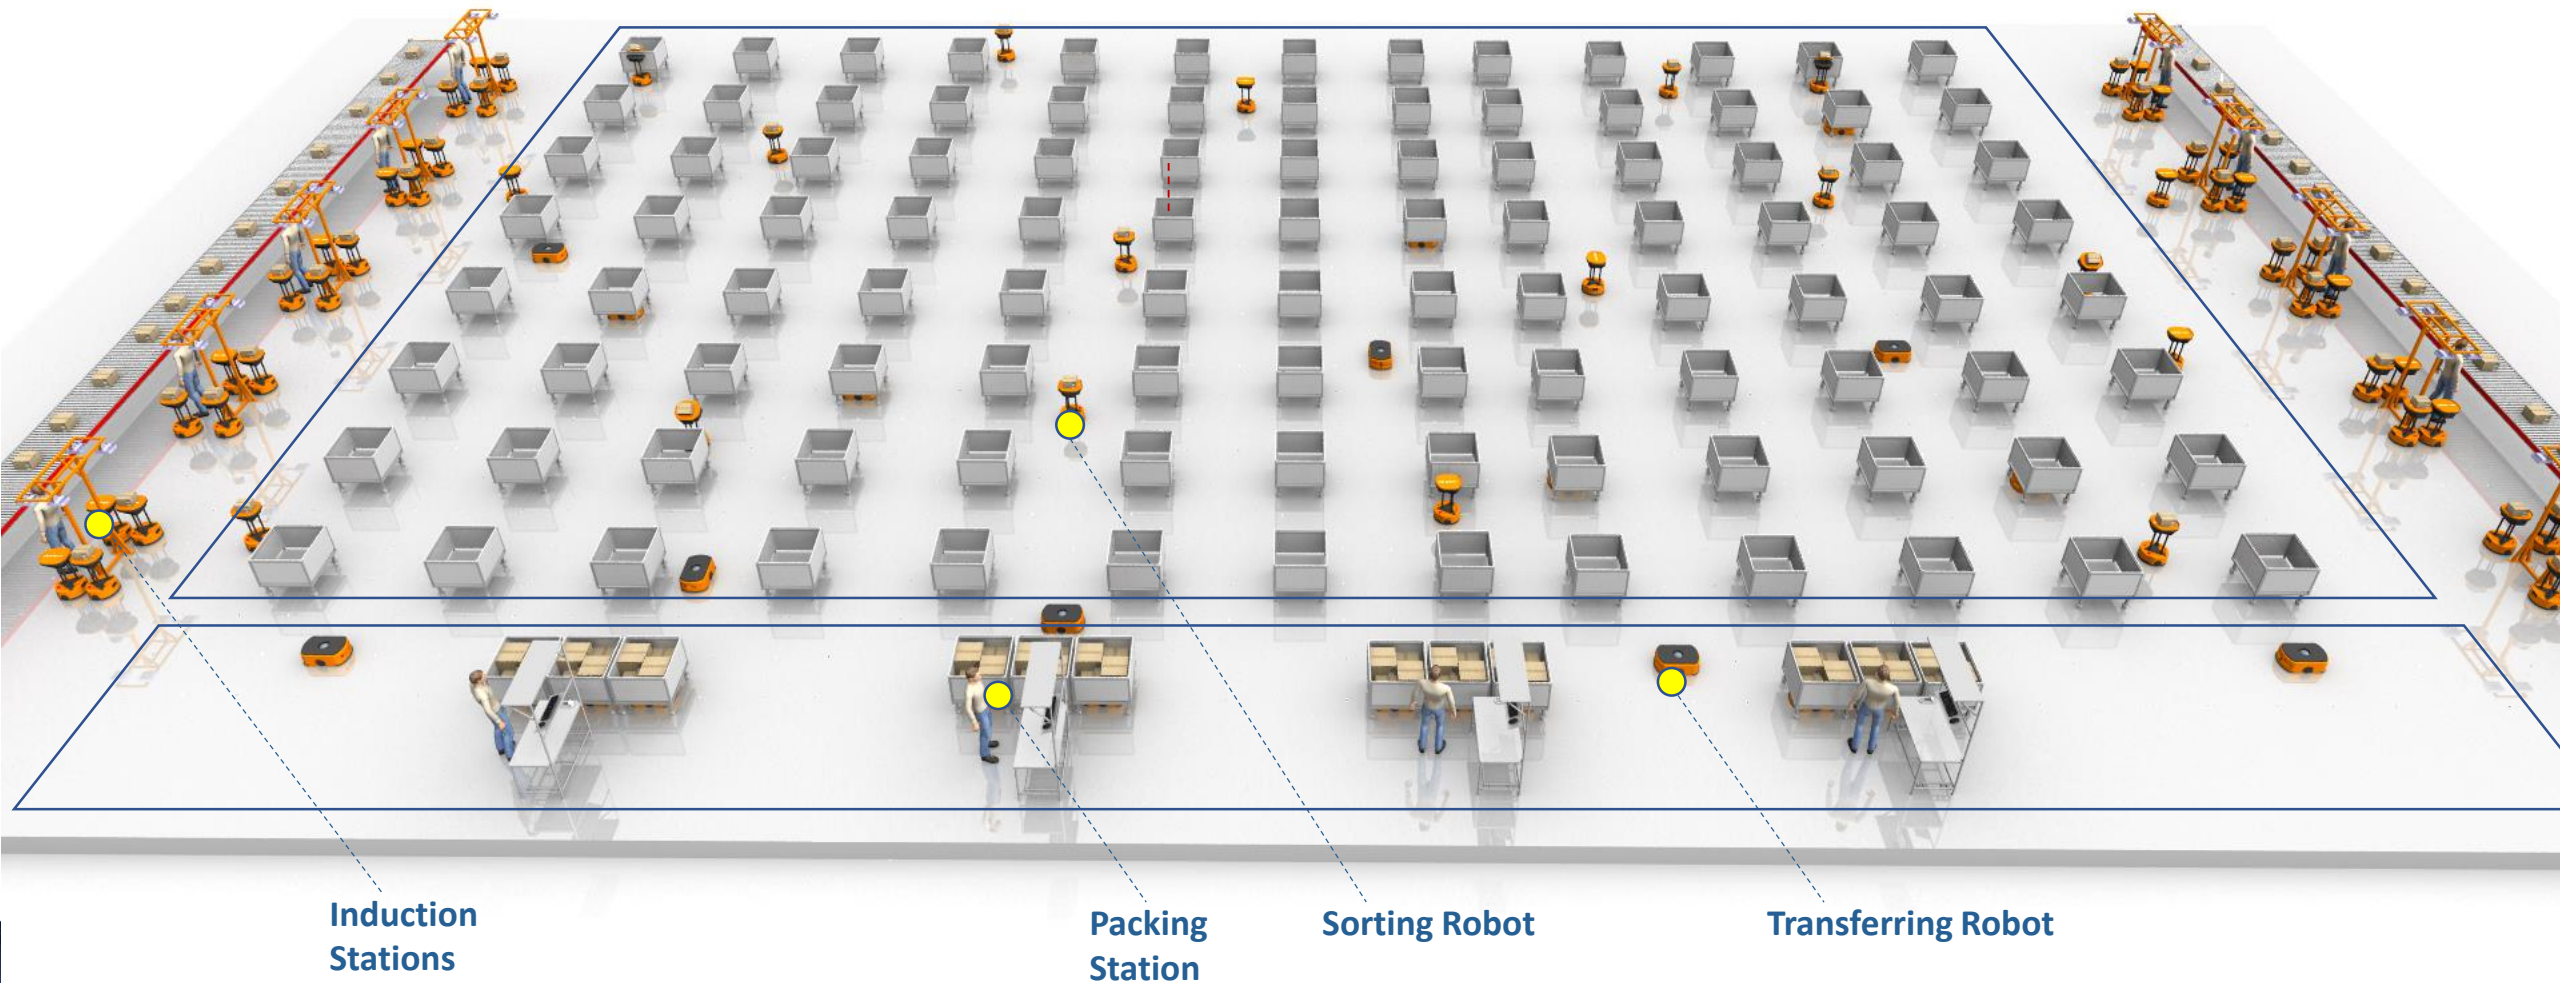 Induction
Stations
Packing
Station
Sorting Robot
Transferring Robot